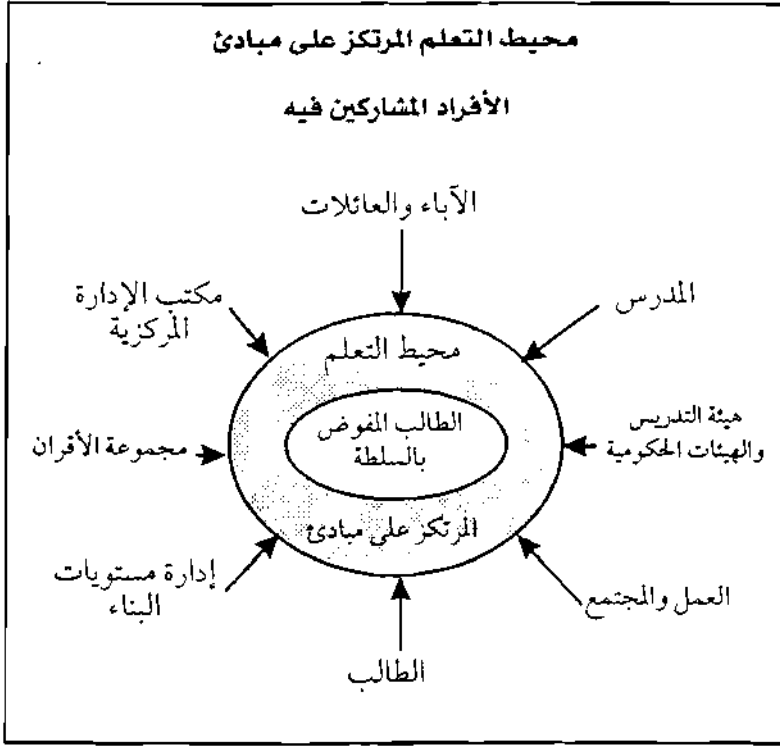 محيط التعلم المرتكز على مبادئ
الأفراد المشاركين فيه
الآباء والعائلات
المدرس
مكتب الإدارة
المركزية
محيط التعلم
الطالب المفوض
بالسلطة
هيئة التدريس
والهيئات الحكومية
مجموعة الأقران
المرتكز على مبادئ
إدارة مستويات
البناء
العمل والمجتمع
الطالب